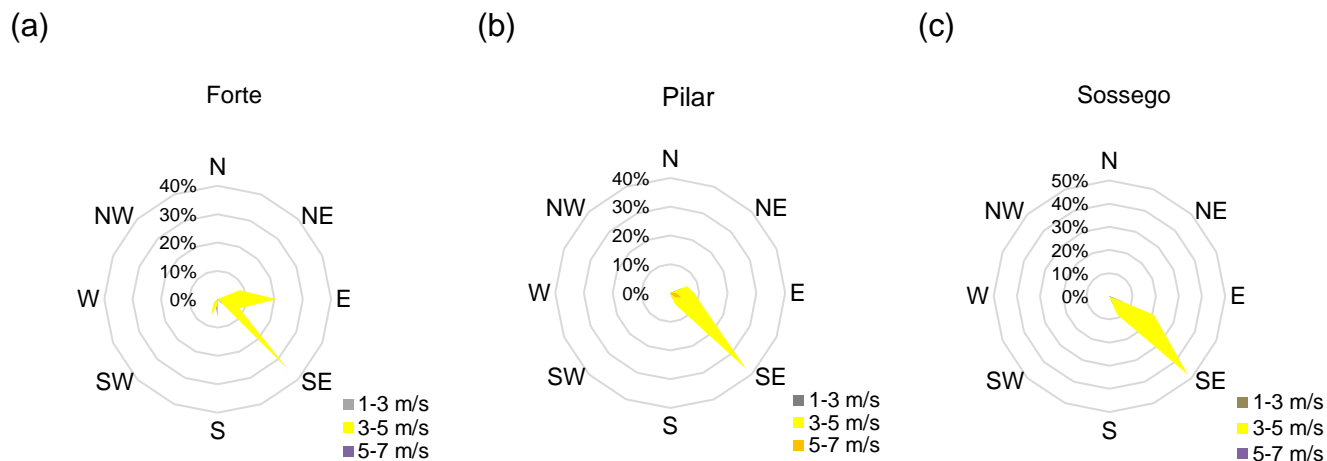 (a)
Forte
N
40%
NW
NE
30%
20%
10%
W
0%
E
SW
SE
S
1-3 m/s
3-5 m/s
5-7 m/s
(b)
Pilar
N
40%
NW
NE
30%
20%
10%
W
0%
E
SW
SE
S
1-3 m/s
3-5 m/s
5-7 m/s
(c)
Sossego
N
50%
NW
NE
40%
30%
20%
10%
W
0%
E
SW
SE
S
1-3 m/s
3-5 m/s
5-7 m/s